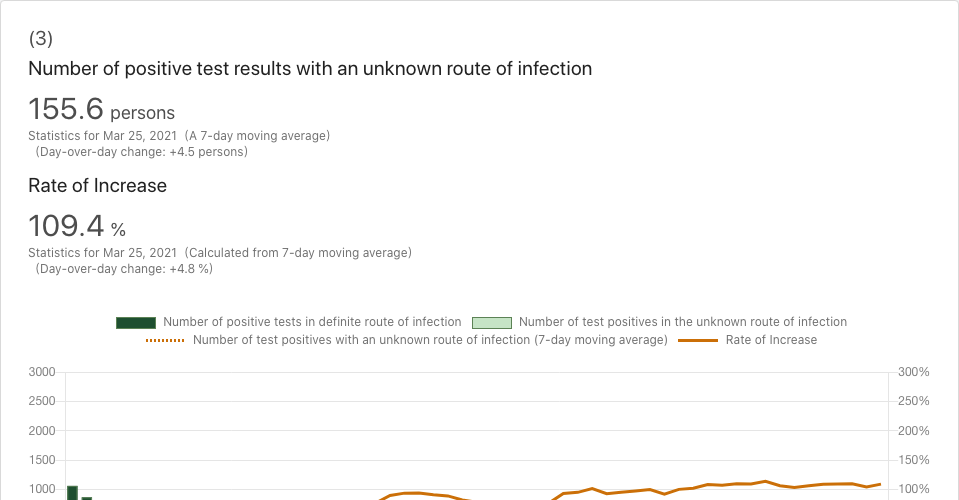 (3)
Number of positive test results with an unknown route of infection
155.6 persons
Statistics for Mar 25, 2021 (A 7-day moving average)
(Day-over-day change: +4.5 persons)
Rate of Increase
109.4 %
Statistics for Mar 25, 2021 (Calculated from 7-day moving average)
(Day-over-day change: +4.8 %)
Number of positive tests in definite route of infection Number of test positives in the unknown route of infection
Number of test positives with an unknown route of infection (7-day moving average) Rate of Increase
3000 300%
2500 250%
2000 200%
1500 150%
1000 100%